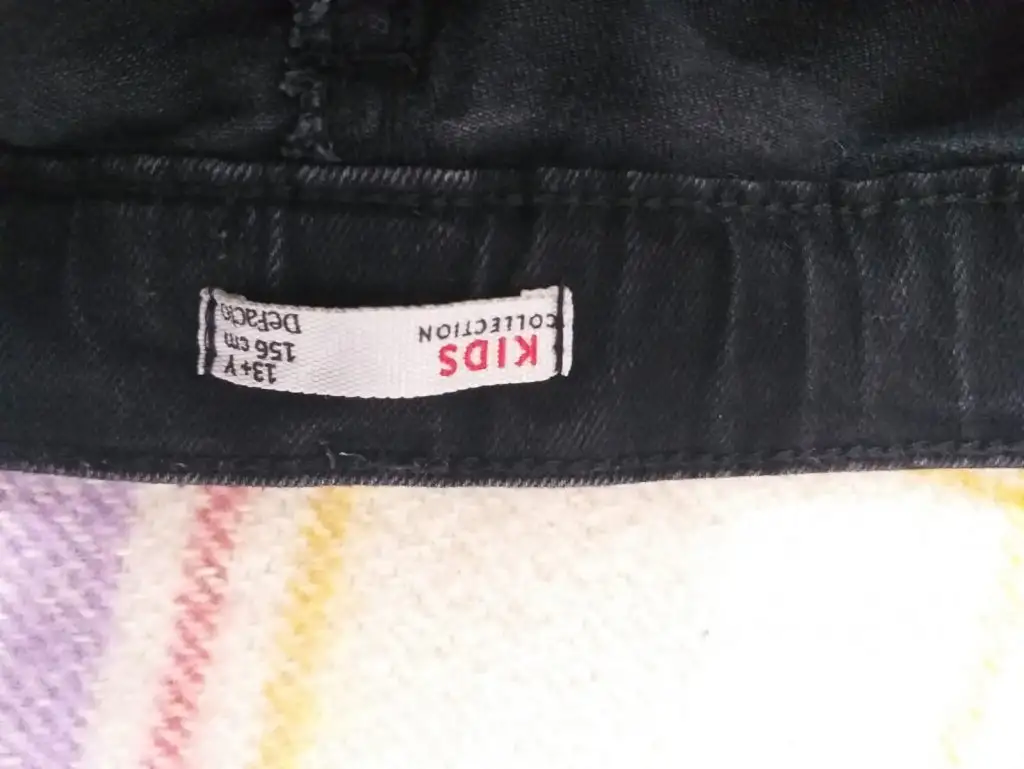 KIDS
COLLECTION
13+Y
156 cm
DeFacto